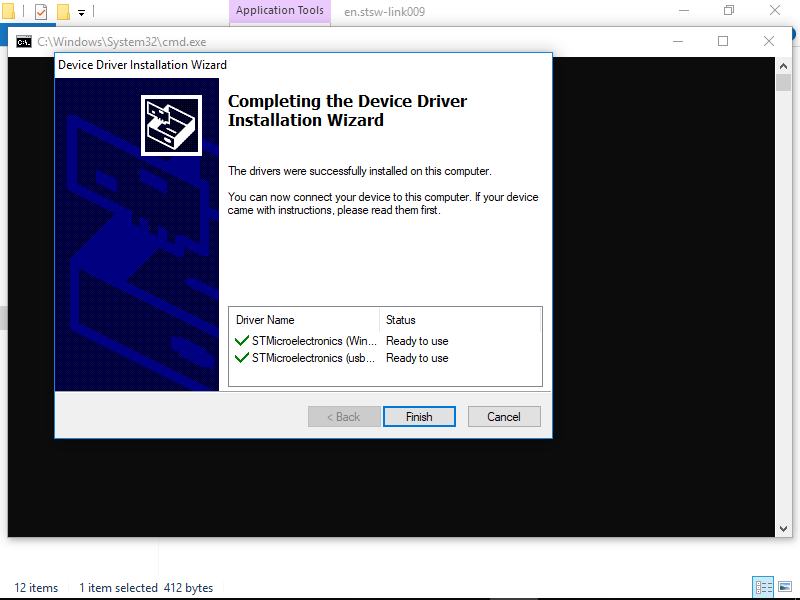 Application Tools
en.stsw-link009
C:\Windows\System32\cmd.exe
Device Driver Installation Wizard
Completing the Device Driver
Installation Wizard
The drivers were successfully installed on this computer.
You can now connect your device to this computer. If your device
came with instructions, please read them first.
Driver Name Status
STMicroelectronics (Win... Ready to use
STMicroelectronics (usb... Ready to use
< Back Finish Cancel
12 items 1 item selected 412 bytes